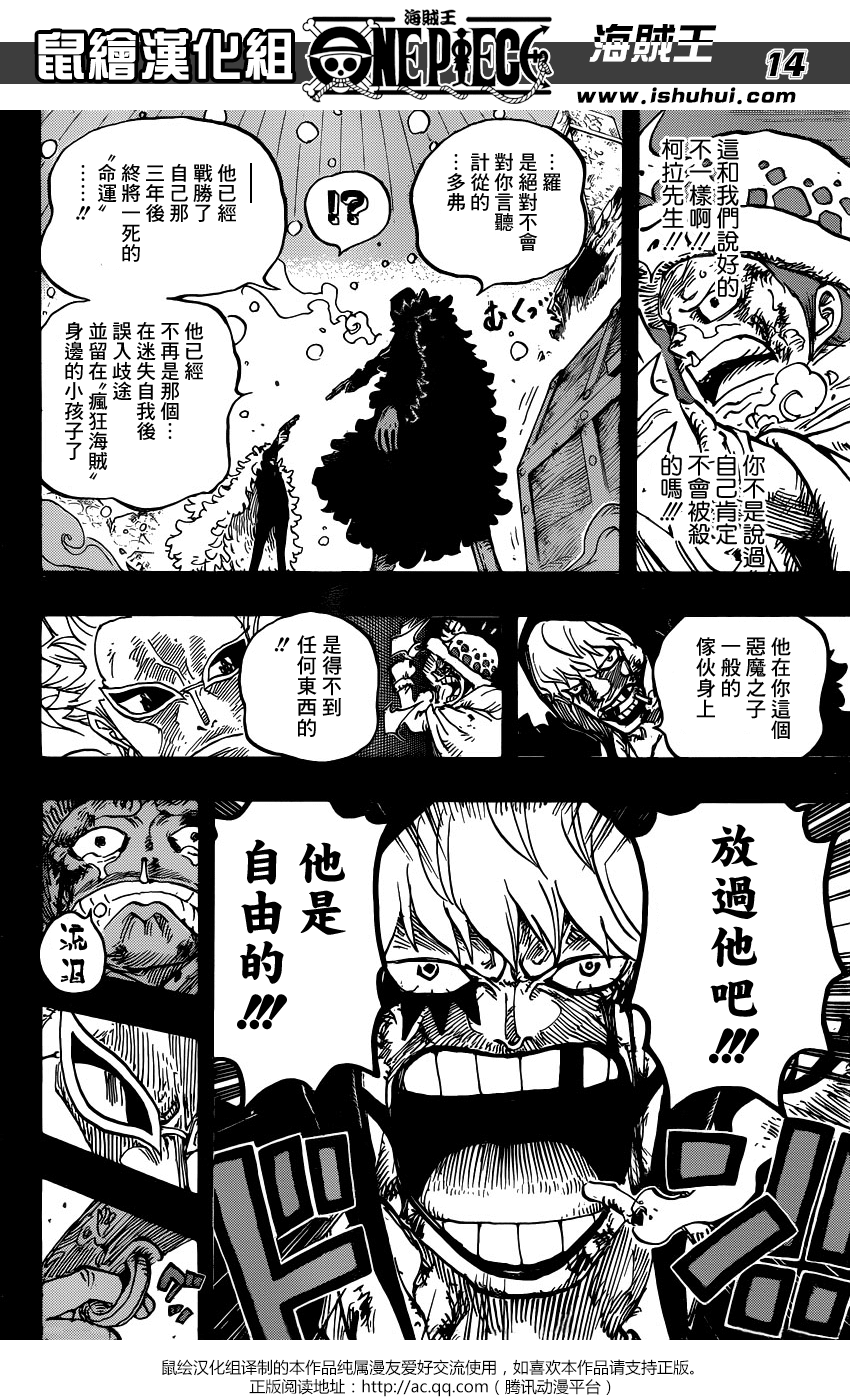 鼠繪漢化組
海賊王
ONE PIECE
海賊王
14
www.ishuhui.com
這和我們說好的
不一樣啊!!
柯拉先生!!
你不是說過
自己肯定
不會被殺
的嗎!!!
…羅
是絕對不會
對你言聽
計從的
…多弗
!?
むくっ…
他已經
戰勝了
自己那
三年後
終將一死的
“命運”
……!!
他已經
不再是那個…
在迷失自我後
誤入歧途
並留在“瘋狂海賊”
身邊的小孩子了
他在你這個
惡魔之子
一般的
傢伙身上
是得不到
任何東西的
!!
放過他吧!!!
他是
自由的!!!
流泪
ドン
グッ
鼠绘汉化组译制的本作品纯属漫友爱好交流使用，如喜欢本作品请支持正版。
正版阅读地址：http://ac.qq.com（腾讯动漫平台）